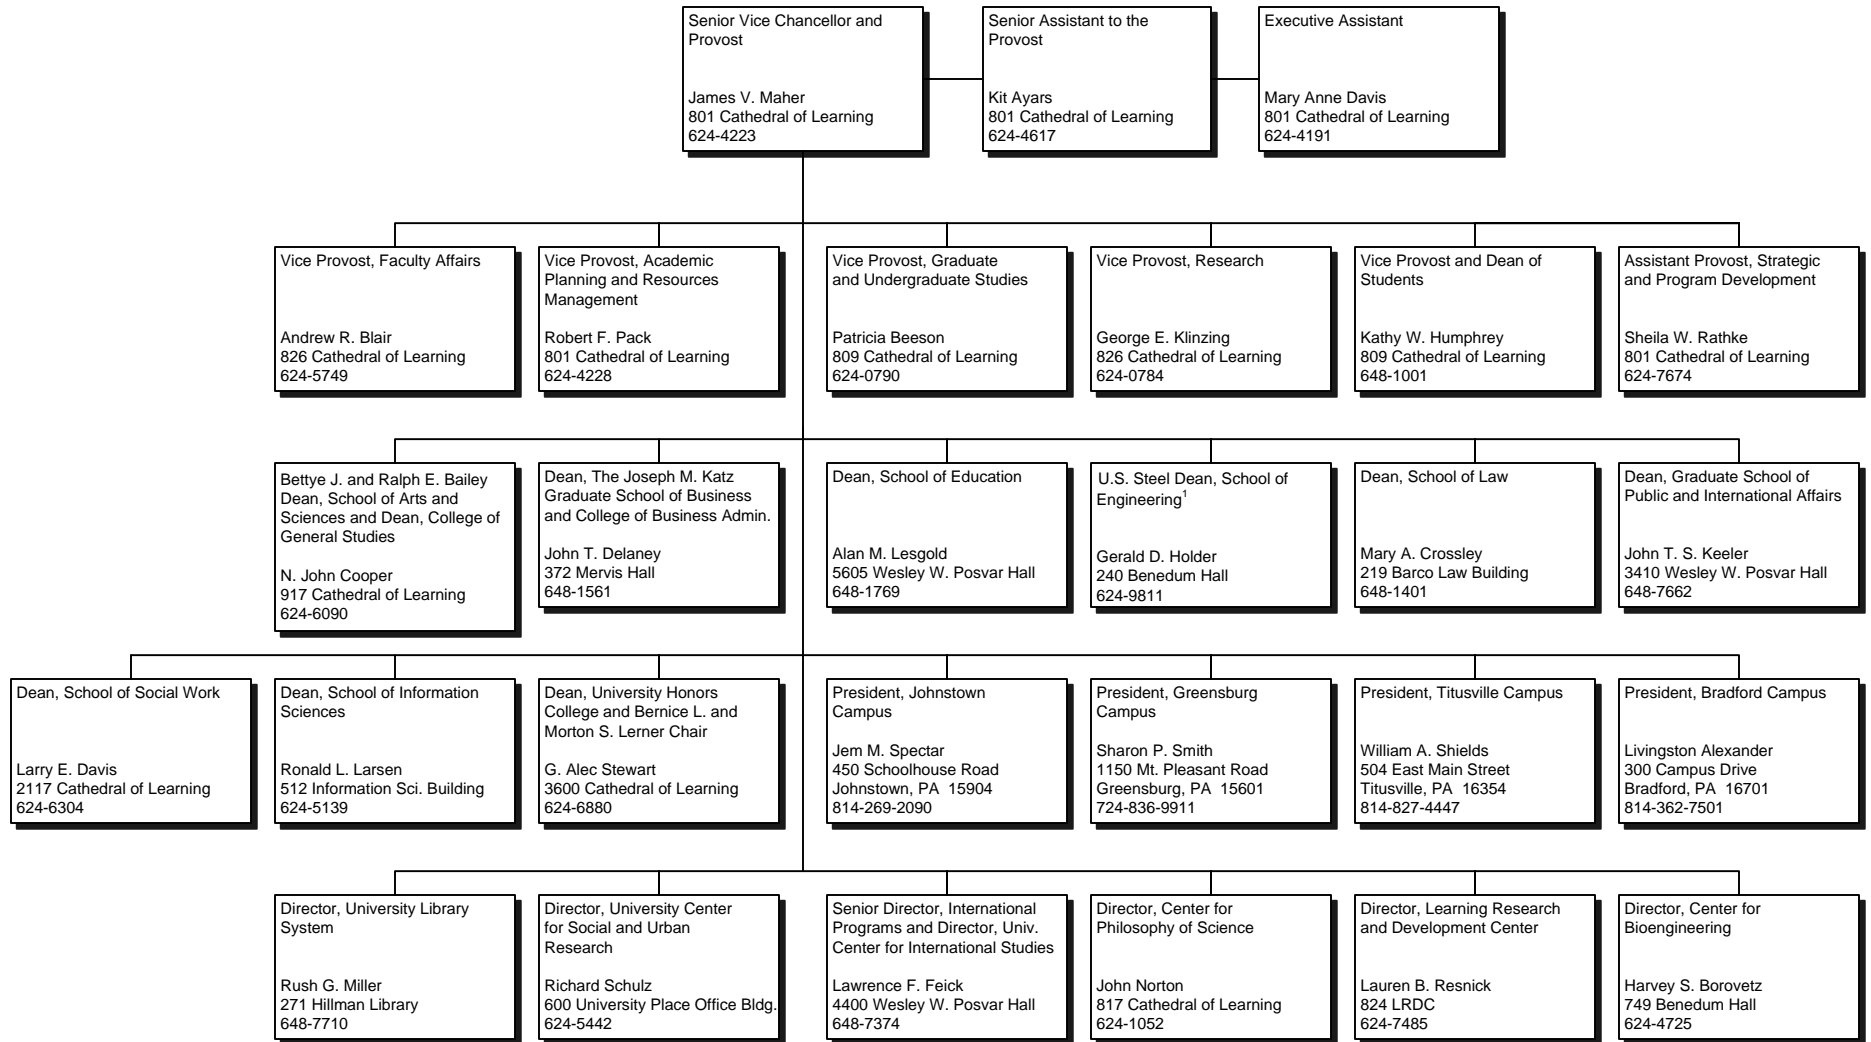 Senior Vice Chancellor and
Provost
James V. Maher
801 Cathedral of Learning
624-4223
Senior Assistant to the
Provost
Kit Ayars
801 Cathedral of Learning
624-4617
Executive Assistant
Mary Anne Davis
801 Cathedral of Learning
624-4191
Vice Provost, Faculty Affairs
Andrew R. Blair
826 Cathedral of Learning
624-5749
Vice Provost, Academic
Planning and Resources
Management
Robert F. Pack
801 Cathedral of Learning
624-4228
Vice Provost, Graduate
and Undergraduate Studies
Patricia Beeson
809 Cathedral of Learning
624-0790
Vice Provost, Research
George E. Klinzing
826 Cathedral of Learning
624-0784
Vice Provost and Dean of
Students
Kathy W. Humphrey
809 Cathedral of Learning
648-1001
Assistant Provost, Strategic
and Program Development
Sheila W. Rathke
801 Cathedral of Learning
624-7674
Bettye J. and Ralph E. Bailey
Dean, School of Arts and
Sciences and Dean, College of
General Studies
N. John Cooper
917 Cathedral of Learning
624-6090
Dean, The Joseph M. Katz
Graduate School of Business
and College of Business Admin.
John T. Delaney
372 Mervis Hall
648-1561
Dean, School of Education
Alan M. Lesgold
5605 Wesley W. Posvar Hall
648-1769
U.S. Steel Dean, School of
Engineering¹
Gerald D. Holder
240 Benedum Hall
624-9811
Dean, School of Law
Mary A. Crossley
219 Barco Law Building
648-1401
Dean, Graduate School of
Public and International Affairs
John T. S. Keeler
3410 Wesley W. Posvar Hall
648-7662
Dean, School of Social Work
Larry E. Davis
2117 Cathedral of Learning
624-6304
Dean, School of Information
Sciences
Ronald L. Larsen
512 Information Sci. Building
624-5139
Dean, University Honors
College and Bernice L. and
Morton S. Lerner Chair
G. Alec Stewart
3600 Cathedral of Learning
624-6880
President, Johnstown
Campus
Jem M. Spectar
450 Schoolhouse Road
Johnstown, PA  15904
814-269-2090
President, Greensburg
Campus
Sharon P. Smith
1150 Mt. Pleasant Road
Greensburg, PA  15601
724-836-9911
President, Titusville Campus
William A. Shields
504 East Main Street
Titusville, PA  16354
814-827-4447
President, Bradford Campus
Livingston Alexander
300 Campus Drive
Bradford, PA  16701
814-362-7501
Director, University Library
System
Rush G. Miller
271 Hillman Library
648-7710
Director, University Center
for Social and Urban
Research
Richard Schulz
600 University Place Office Bldg.
624-5442
Senior Director, International
Programs and Director, Univ.
Center for International Studies
Lawrence F. Feick
4400 Wesley W. Posvar Hall
648-7374
Director, Center for
Philosophy of Science
John Norton
817 Cathedral of Learning
624-1052
Director, Learning Research
and Development Center
Lauren B. Resnick
824 LRDC
624-7485
Director, Center for
Bioengineering
Harvey S. Borovetz
749 Benedum Hall
624-4725